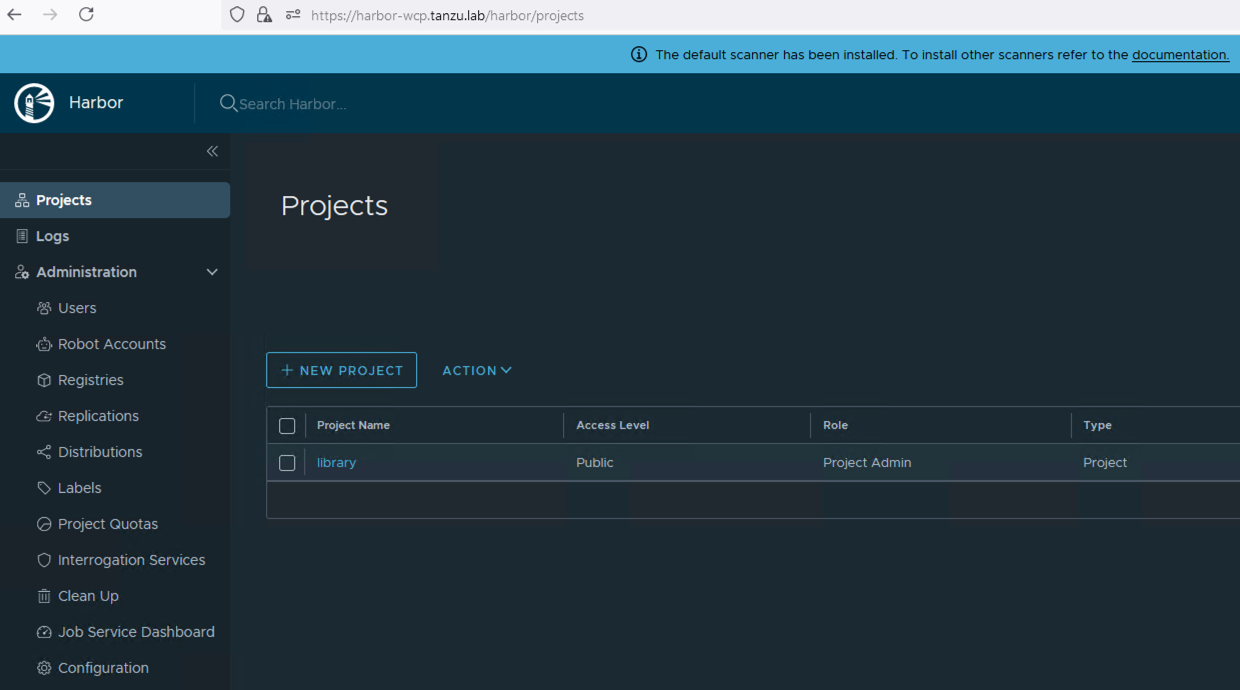 https://harbor-wcp.tanzu.lab/harbor/projects
The default scanner has been installed. To install other scanners refer to the documentation.
Harbor
Search Harbor...
Projects
Logs
Administration
Users
Robot Accounts
Registries
Replications
Distributions
Labels
Project Quotas
Interrogation Services
Clean Up
Job Service Dashboard
Configuration
Projects
+ NEW PROJECT ACTION
Project Name Access Level Role Type
library Public Project Admin Project